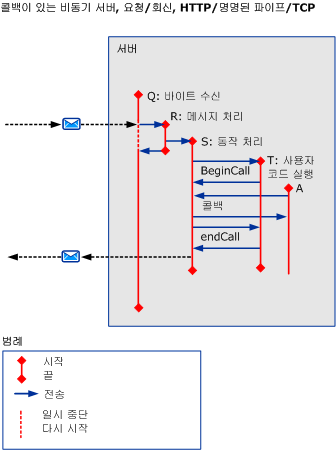 콜백이 있는 비동기 서버, 요청/회신, HTTP/명명된 파이프/TCP
서버
Q: 바이트 수신
R: 메시지 처리
S: 동작 처리
T: 사용자
코드 실행
BeginCall
A
콜백
endCall
범례
시작
끝
전송
일시 중단
다시 시작